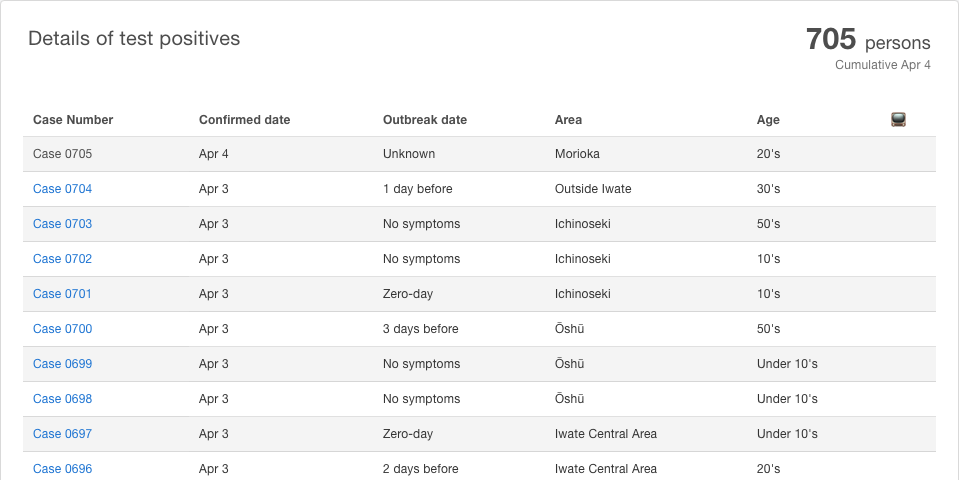 Details of test positives
705 persons
Cumulative Apr 4
Case Number Confirmed date Outbreak date Area Age
Case 0705 Apr 4 Unknown Morioka 20's
Case 0704 Apr 3 1 day before Outside Iwate 30's
Case 0703 Apr 3 No symptoms Ichinoseki 50's
Case 0702 Apr 3 No symptoms Ichinoseki 10's
Case 0701 Apr 3 Zero-day Ichinoseki 10's
Case 0700 Apr 3 3 days before Ōshū 50's
Case 0699 Apr 3 No symptoms Ōshū Under 10's
Case 0698 Apr 3 No symptoms Ōshū Under 10's
Case 0697 Apr 3 Zero-day Iwate Central Area Under 10's
Case 0696 Apr 3 2 days before Iwate Central Area 20's